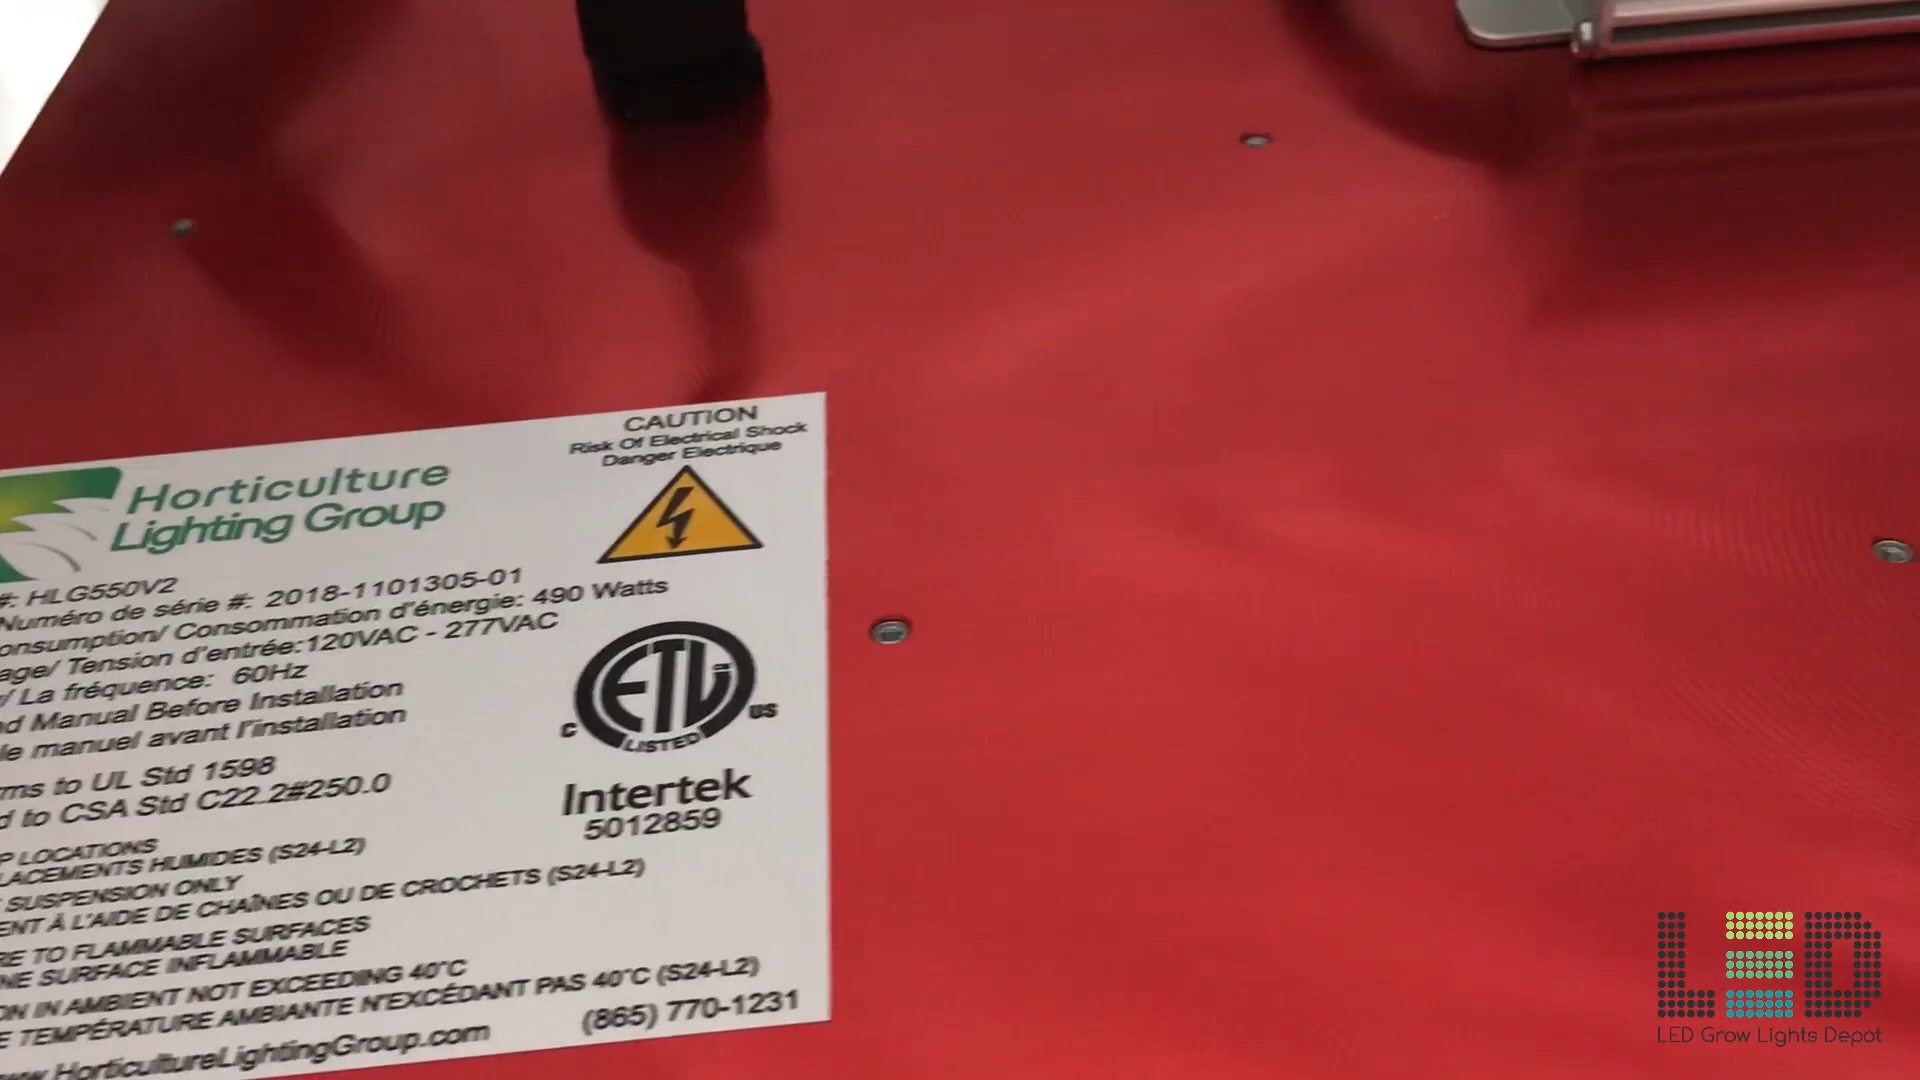 CAUTION
Risk Of Electrical Shock
Danger Electrique
Horticulture
Lighting Group
#: HLG550V2
Numéro de série #: 2018-1101305-01
onsumption/ Consommation d'énergie: 490 Watts
age/ Tension d'entrée:120VAC - 277VAC
/ La fréquence: 60Hz
ad Manual Before Installation
le manuel avant l'installation
rms to UL Std 1598
d to CSA Std C22.2#250.0
C ETL CM US
LISTED
Intertek
5012859
P LOCATIONS
LACEMENTS HUMIDES (S24-L2)
SUSPENSION ONLY
ENT À L'AIDE DE CHAÎNES OU DE CROCHETS (S24-L2)
RE TO FLAMMABLE SURFACES
NE SURFACE INFLAMMABLE
ON IN AMBIENT NOT EXCEEDING 40°C
E TEMPÉRATURE AMBIANTE N'EXCÉDANT PAS 40°C (S24-L2)
www.HorticultureLightingGroup.com (865) 770-1231
LED
LED Grow Lights Depot